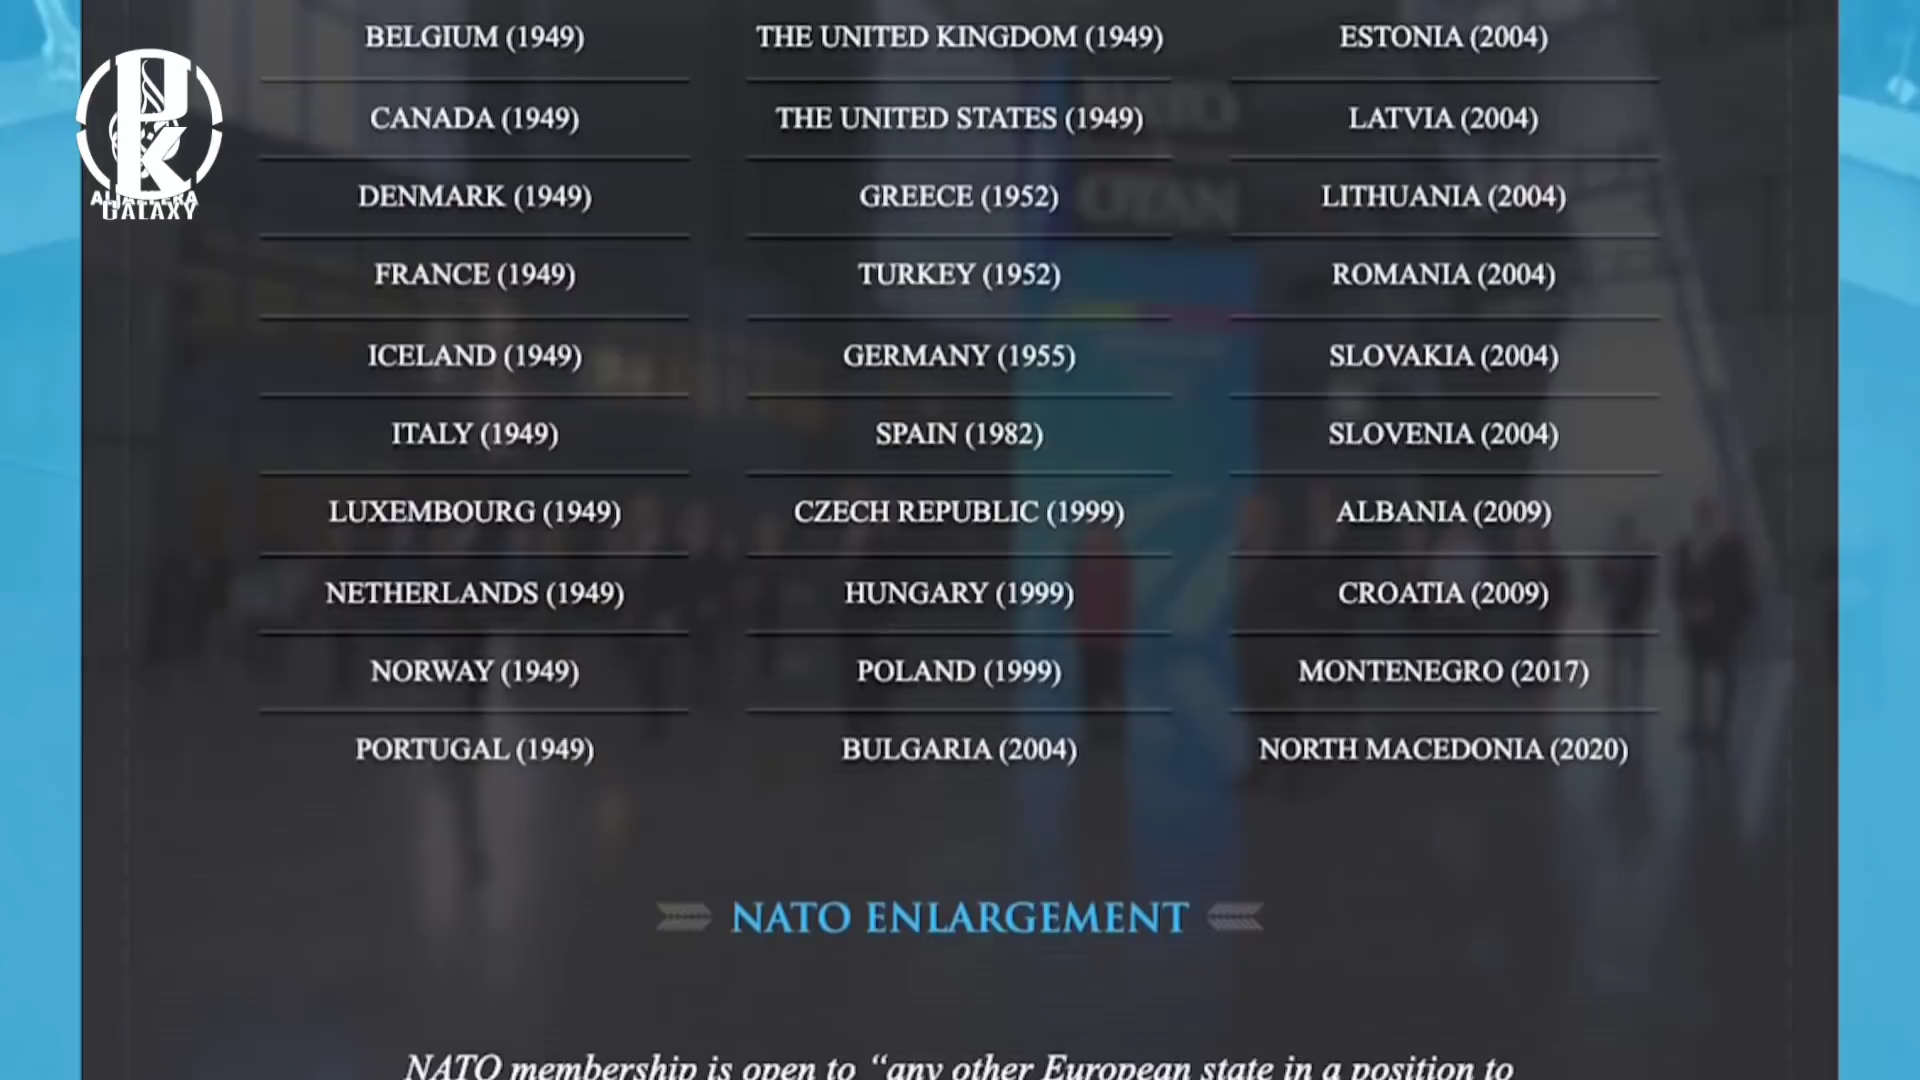 PK
GALAXY
BELGIUM (1949)
THE UNITED KINGDOM (1949)
ESTONIA (2004)
CANADA (1949)
THE UNITED STATES (1949)
LATVIA (2004)
DENMARK (1949)
GREECE (1952)
LITHUANIA (2004)
FRANCE (1949)
TURKEY (1952)
ROMANIA (2004)
ICELAND (1949)
GERMANY (1955)
SLOVAKIA (2004)
ITALY (1949)
SPAIN (1982)
SLOVENIA (2004)
LUXEMBOURG (1949)
CZECH REPUBLIC (1999)
ALBANIA (2009)
NETHERLANDS (1949)
HUNGARY (1999)
CROATIA (2009)
NORWAY (1949)
POLAND (1999)
MONTENEGRO (2017)
PORTUGAL (1949)
BULGARIA (2004)
NORTH MACEDONIA (2020)
NATO
OTAN
NATO ENLARGEMENT
NATO membership is open to “any other European state in a position to